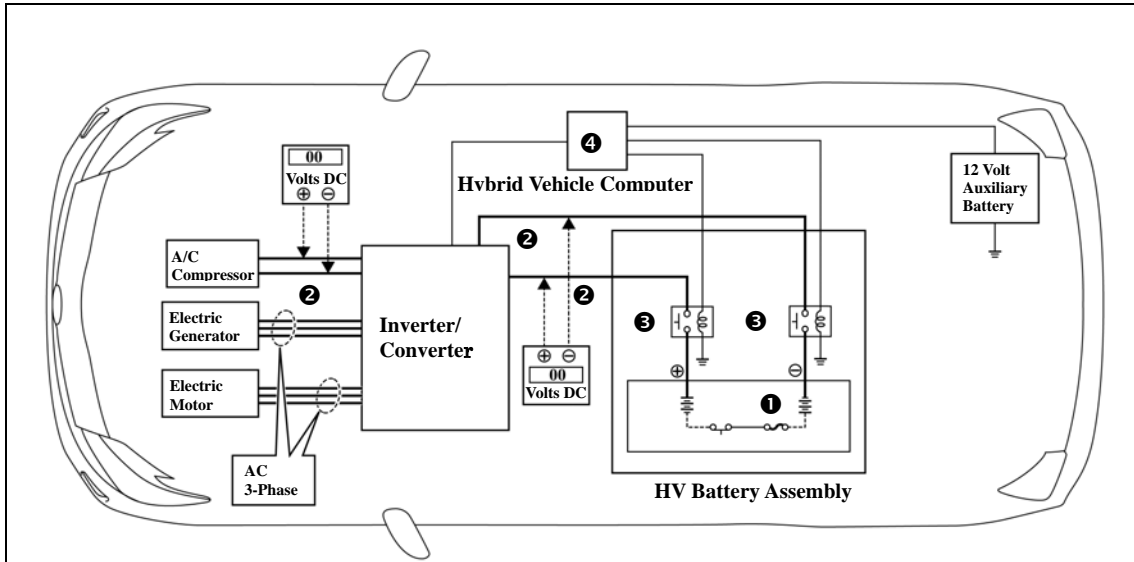 ❹
Hybrid Vehicle Computer
12 Volt
Auxiliary
Battery
00
Volts DC
⊕ ⊖
❷
A/C
Compressor
❷
❷
Electric
Generator
Inverter/
Converter
❸
❸
⊕ ⊖
00
Volts DC
Electric
Motor
⊕
⊖
❶
AC
3-Phase
HV Battery Assembly